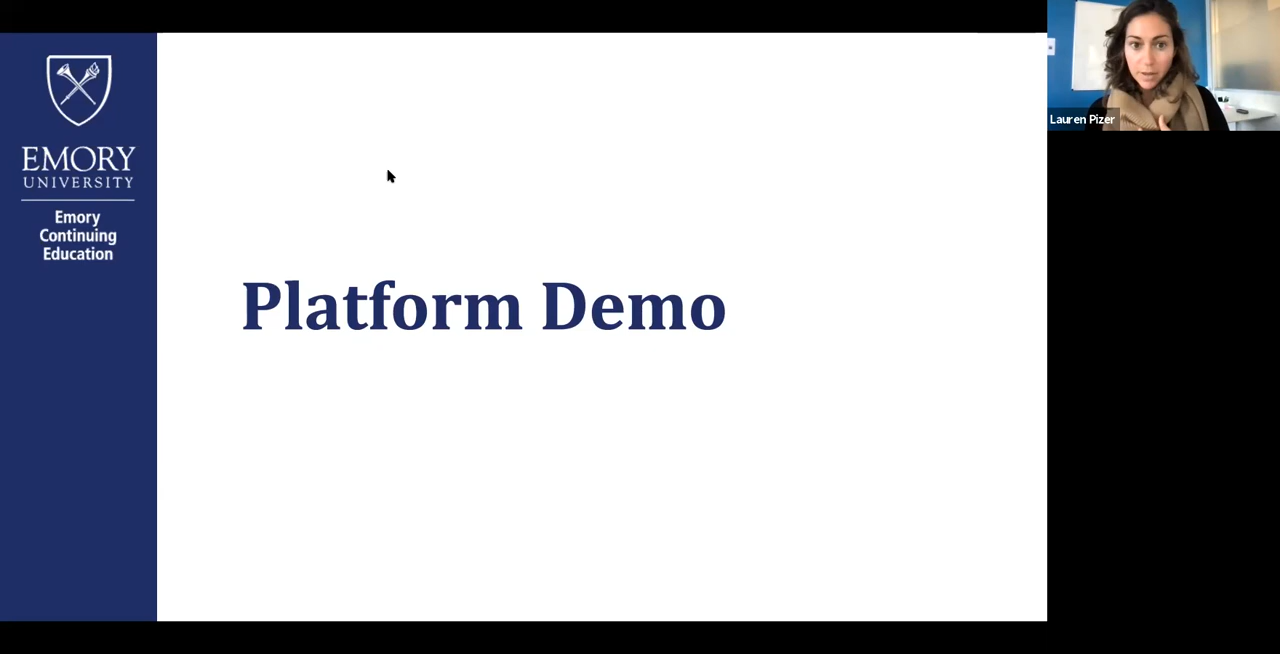 EMORY
UNIVERSITY
Emory
Continuing
Education
Platform Demo
Lauren Pizer